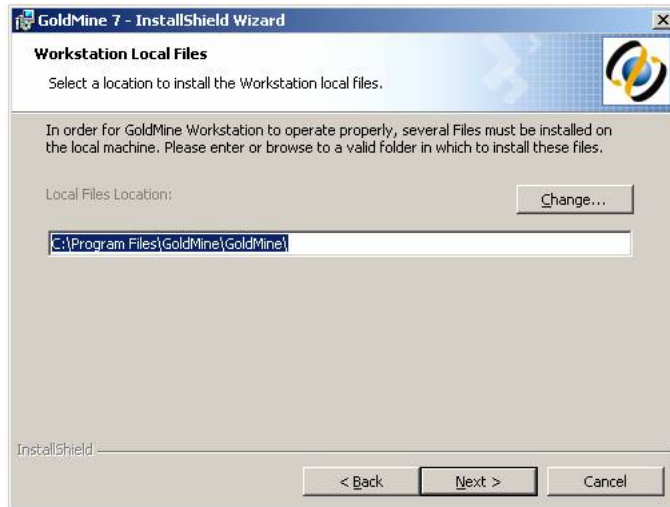 GoldMine 7 - InstallShield Wizard
Workstation Local Files
Select a location to install the Workstation local files.
In order for GoldMine Workstation to operate properly, several Files must be installed on
the local machine. Please enter or browse to a valid folder in which to install these files.
Local Files Location:
Change...
C:\Program Files\GoldMine\GoldMine\
InstallShield
< Back
Next >
Cancel